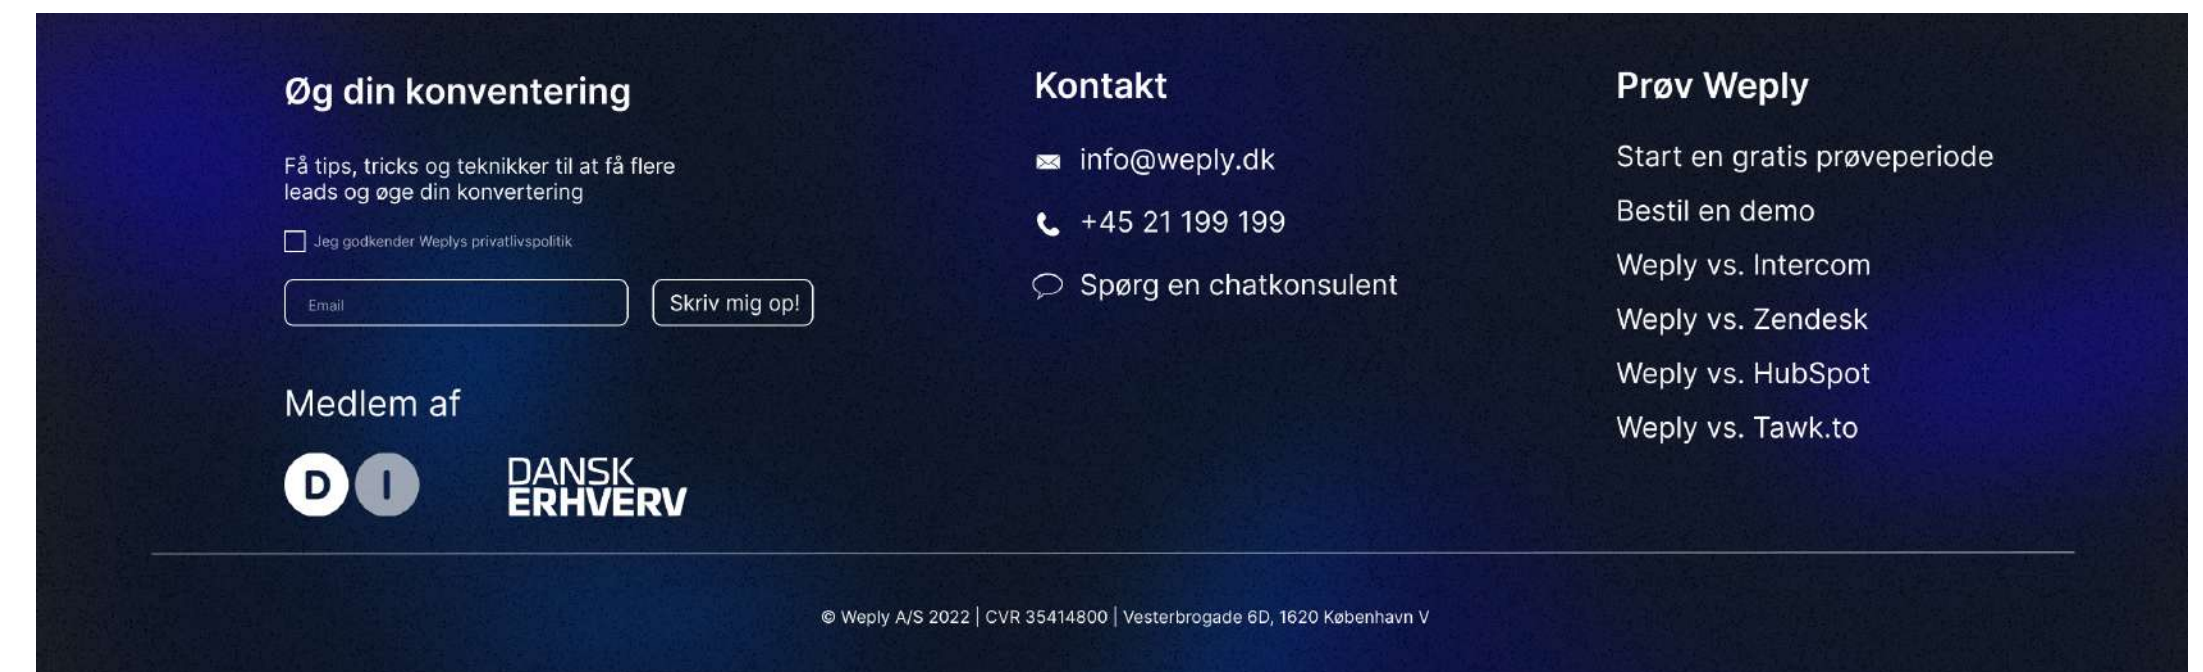 Øg din konventering
Få tips, tricks og teknikker til at få flere
leads og øge din konvertering
Jeg godkender Weplys privatlivspolitik
Email
Skriv mig op!
Medlem af
D I
DANSK
ERHVERV
Kontakt
info@weply.dk
+45 21 199 199
Spørg en chatkonsulent
Prøv Weply
Start en gratis prøveperiode
Bestil en demo
Weply vs. Intercom
Weply vs. Zendesk
Weply vs. HubSpot
Weply vs. Tawk.to
© Weply A/S 2022 | CVR 35414800 | Vesterbrogade 6D, 1620 København V